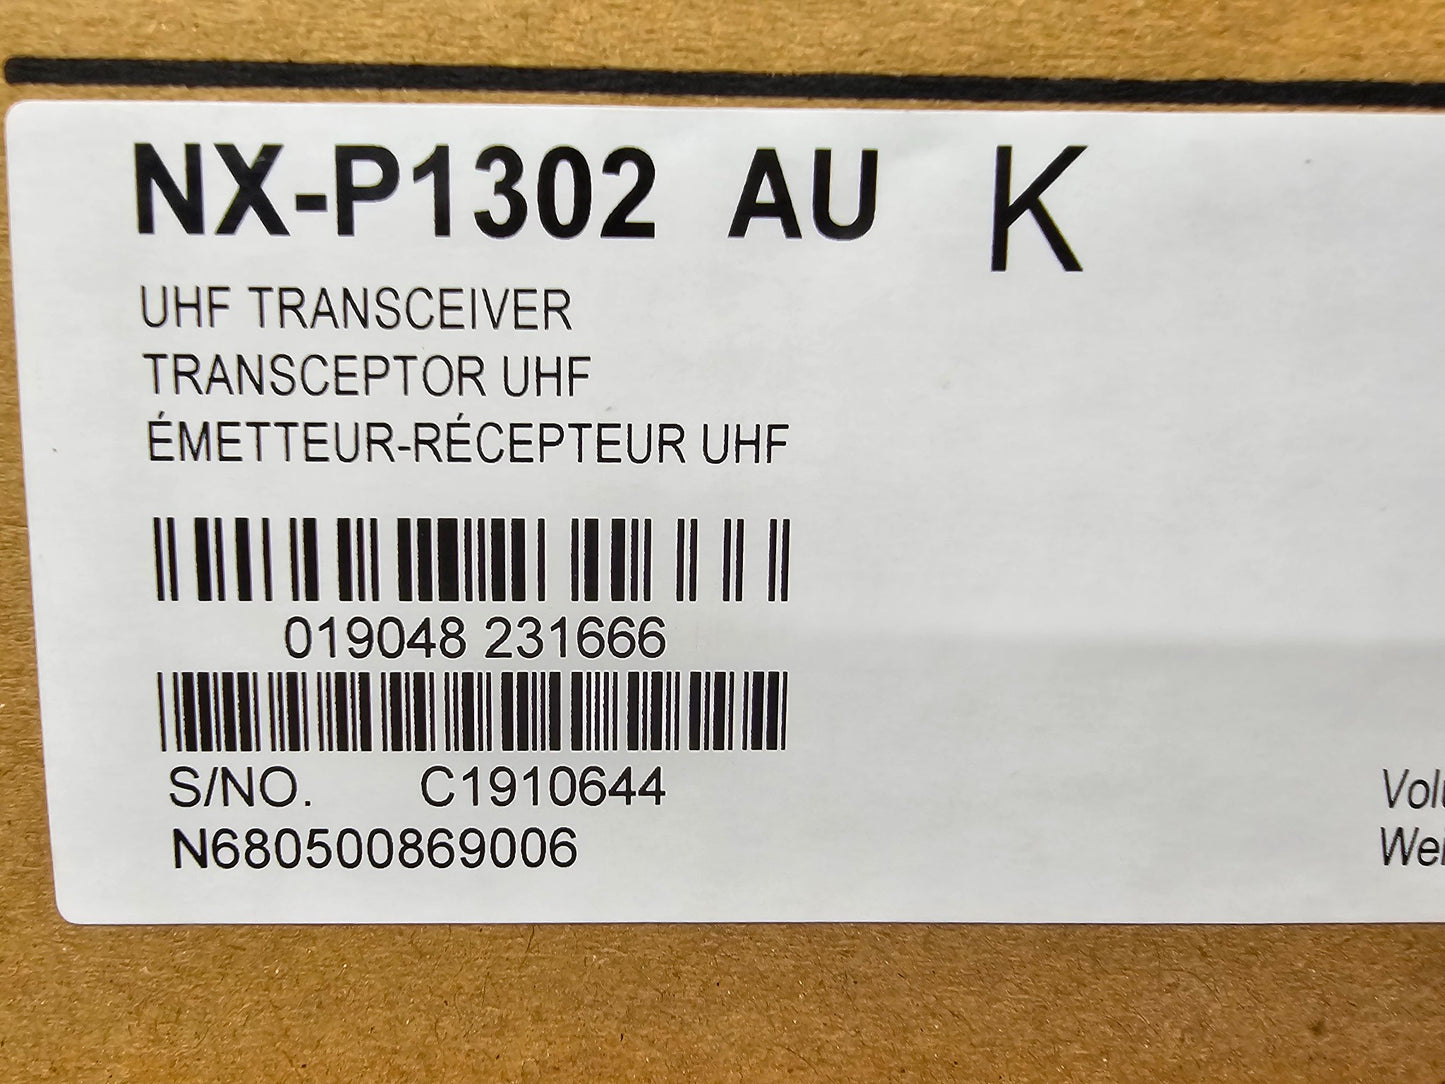 NX-P1302 AU K
UHF TRANSCEIVER
TRANSCEPTOR UHF
ÉMETTEUR-RÉCEPTEUR UHF
019048 231666
S/NO. C1910644
N680500869006